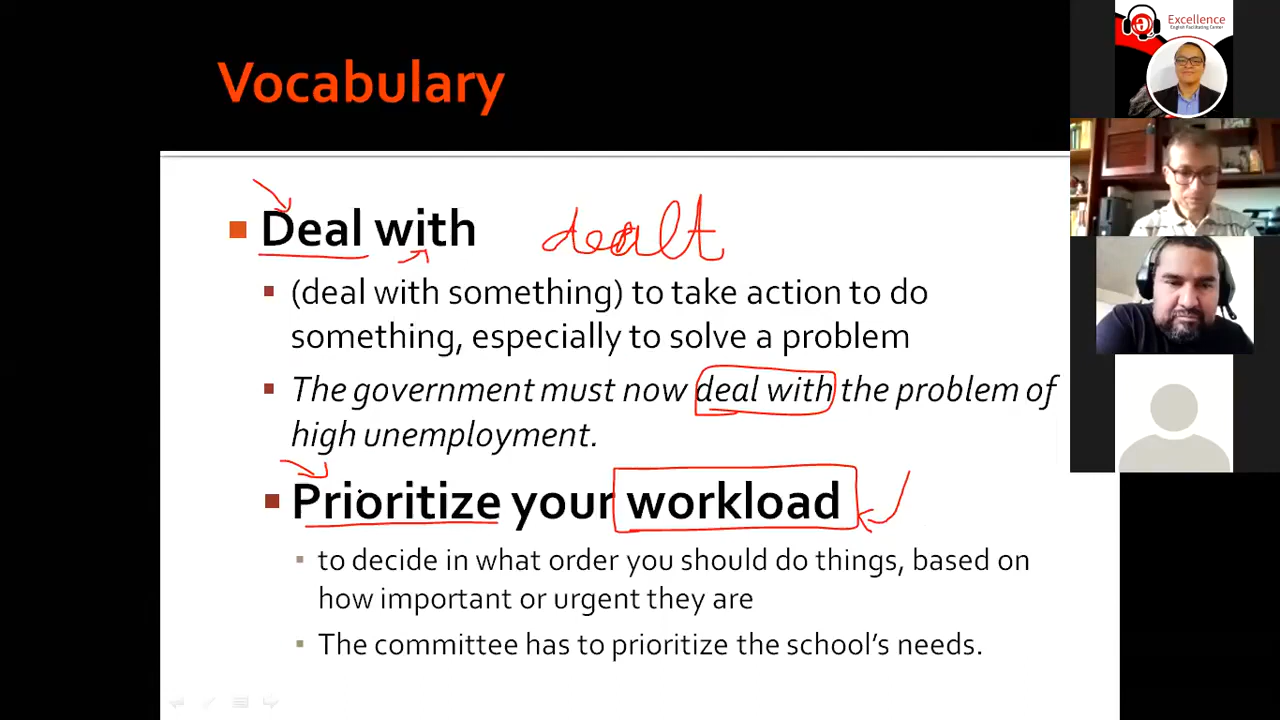 Excellence
English Facilitating Center
Vocabulary
Deal with dealt
(deal with something) to take action to do
something, especially to solve a problem
The government must now deal with the problem of
high unemployment.
Prioritize your workload
to decide in what order you should do things, based on
how important or urgent they are
The committee has to prioritize the school's needs.